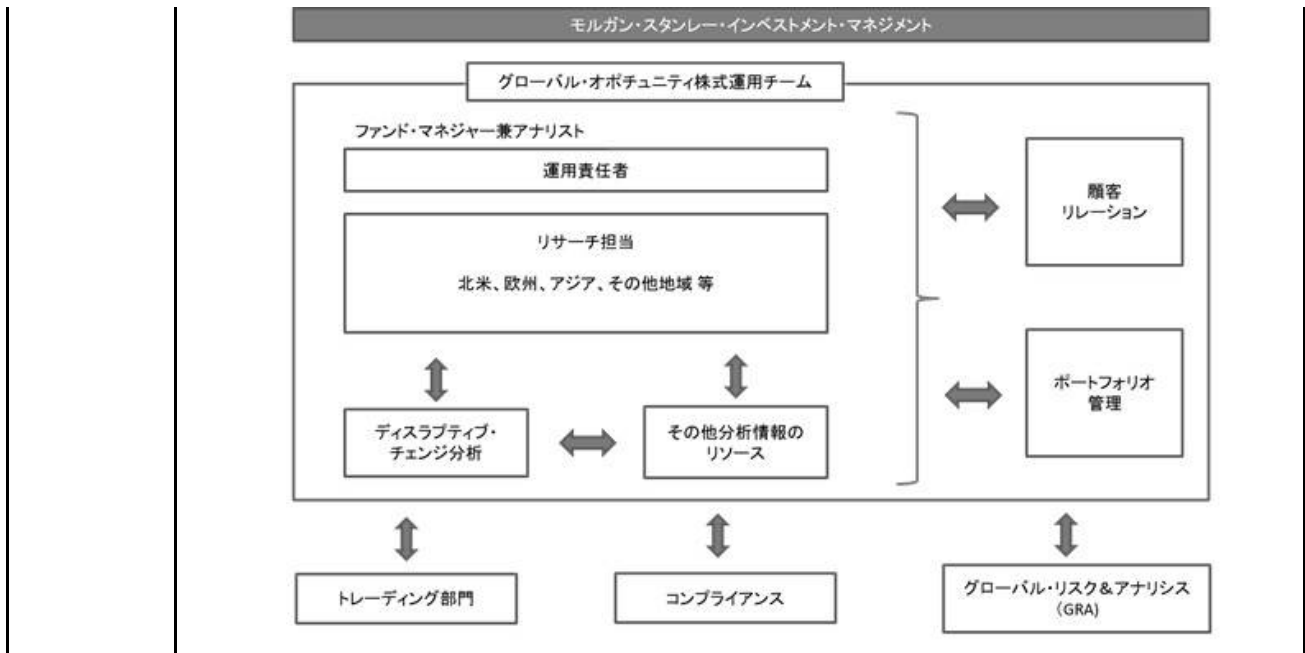 モルガン・スタンレー・インベストメント・マネジメント
グローバル・オポチュニティ株式運用チーム
ファンド・マネジャー兼アナリスト
運用責任者
リサーチ担当
北米、欧州、アジア、その他地域 等
ディスラプティブ・
チェンジ分析
その他分析情報の
リソース
顧客
リレーション
ポートフォリオ
管理
トレーディング部門
コンプライアンス
グローバル・リスク&アナリシス
(GRA)